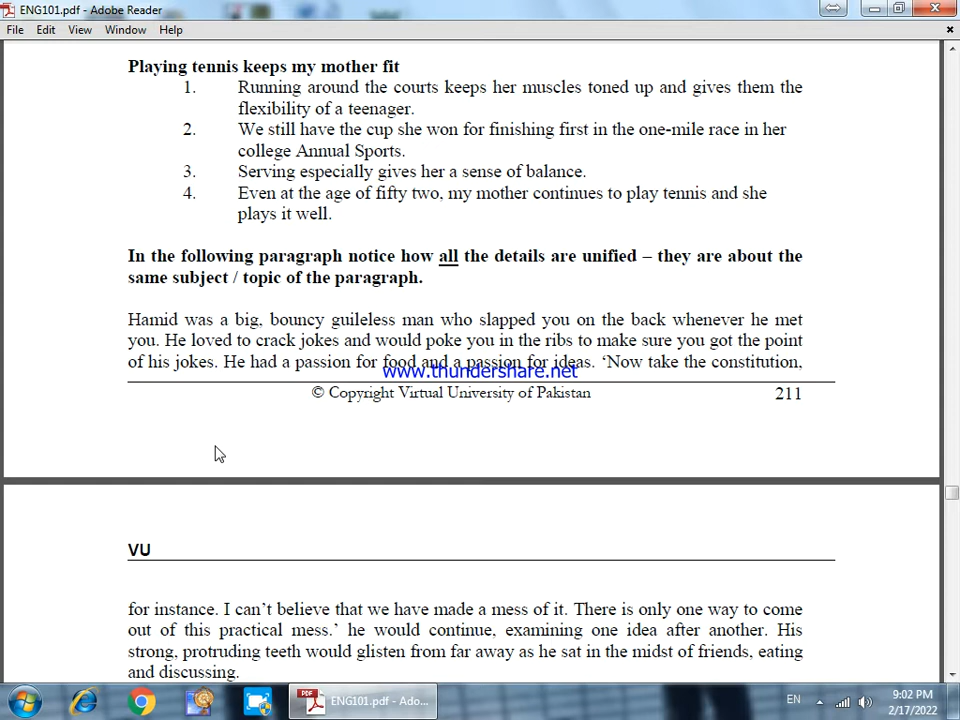 ENG101.pdf - Adobe Reader
File Edit View Window Help
Playing tennis keeps my mother fit
1. Running around the courts keeps her muscles toned up and gives them the
flexibility of a teenager.
2. We still have the cup she won for finishing first in the one-mile race in her
college Annual Sports.
3. Serving especially gives her a sense of balance.
4. Even at the age of fifty two, my mother continues to play tennis and she
plays it well.
In the following paragraph notice how all the details are unified – they are about the
same subject / topic of the paragraph.
Hamid was a big, bouncy guileless man who slapped you on the back whenever he met
you. He loved to crack jokes and would poke you in the ribs to make sure you got the point
of his jokes. He had a passion for food and a passion for ideas. ‘Now take the constitution,
www.thundershare.net
© Copyright Virtual University of Pakistan 211
VU
for instance. I can’t believe that we have made a mess of it. There is only one way to come
out of this practical mess.’ he would continue, examining one idea after another. His
strong, protruding teeth would glisten from far away as he sat in the midst of friends, eating
and discussing.
PDF ENG101.pdf - Ado... EN 9:02 PM
2/17/2022